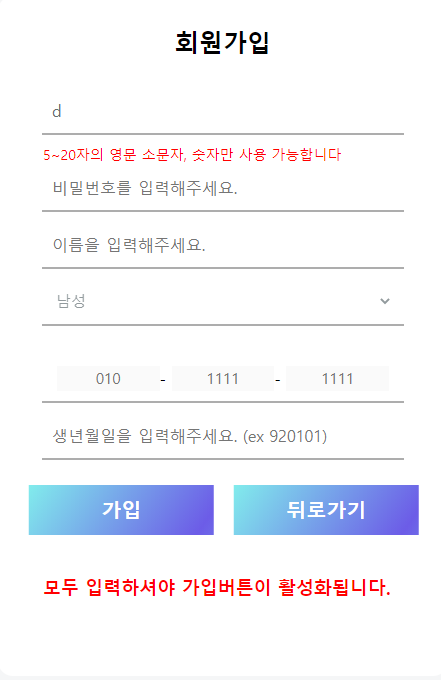 회원가입
d
5~20자의 영문 소문자, 숫자만 사용 가능합니다
비밀번호를 입력해주세요.
이름을 입력해주세요.
남성
010 - 1111 - 1111
생년월일을 입력해주세요. (ex 920101)
가입 뒤로가기
모두 입력하셔야 가입버튼이 활성화됩니다.